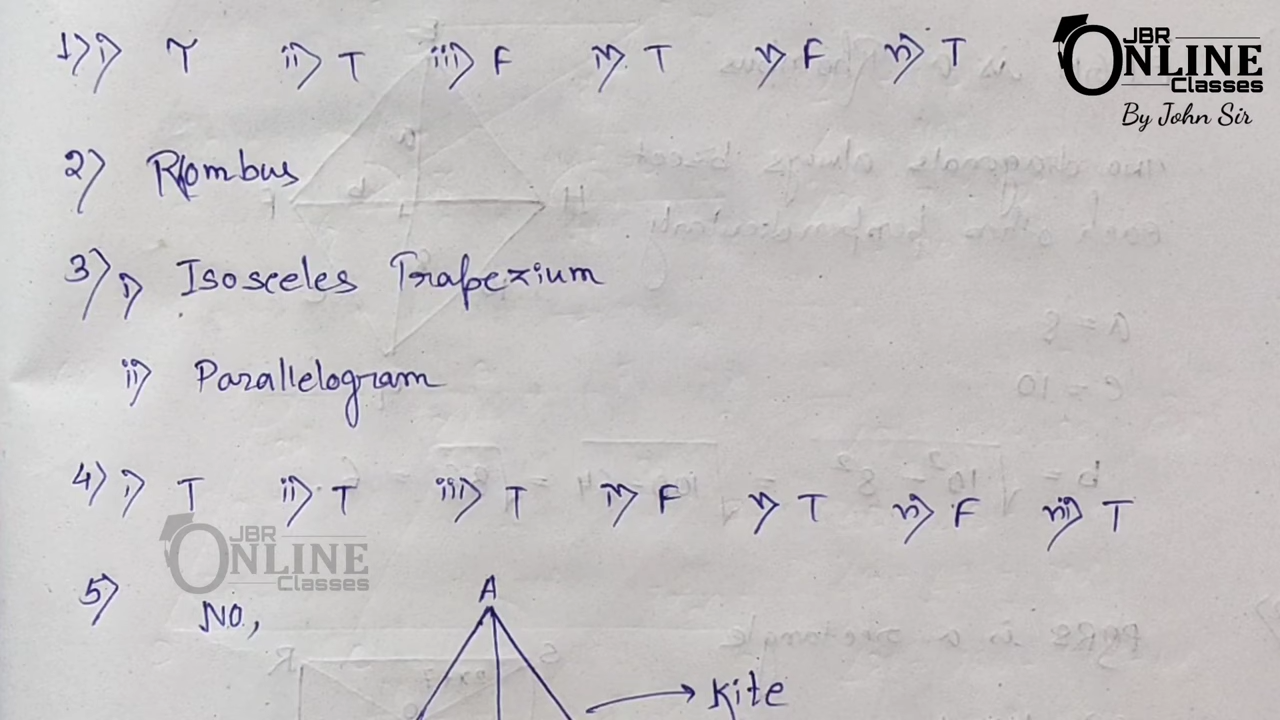 1) i) T ii) T iii) F iv) T v) F vi) T
JBR
ONLINE
Classes
By John Sir
2) Rhombus
3) i) Isosceles Trapezium
ii) Parallelogram
4) i) T ii) T iii) T iv) F v) T vi) F vii) T
JBR
ONLINE
Classes
5) No,
A
Kite